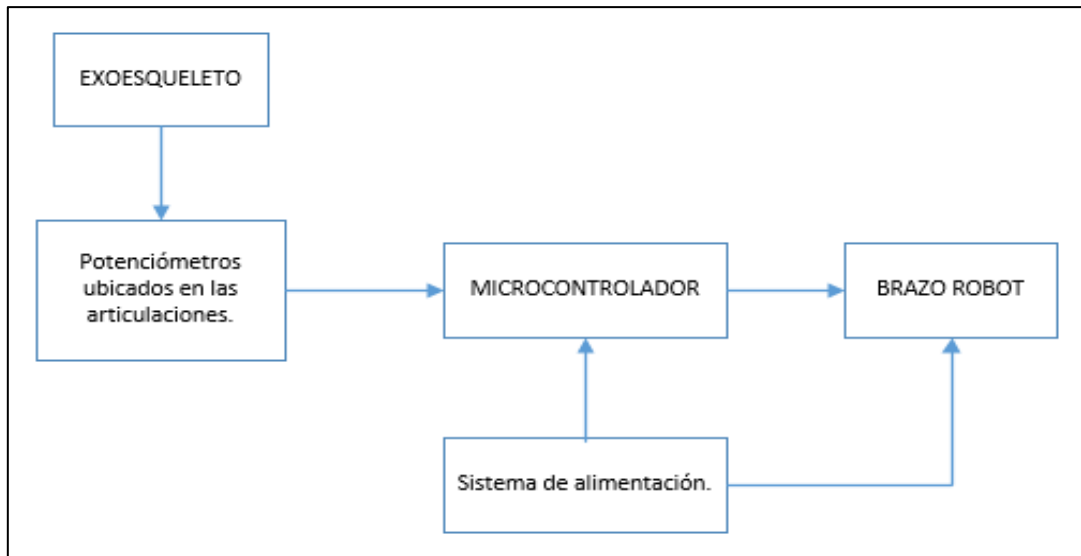 EXOESQUELETO
Potenciómetros
ubicados en las
articulaciones.
MICROCONTROLADOR
BRAZO ROBOT
Sistema de alimentación.